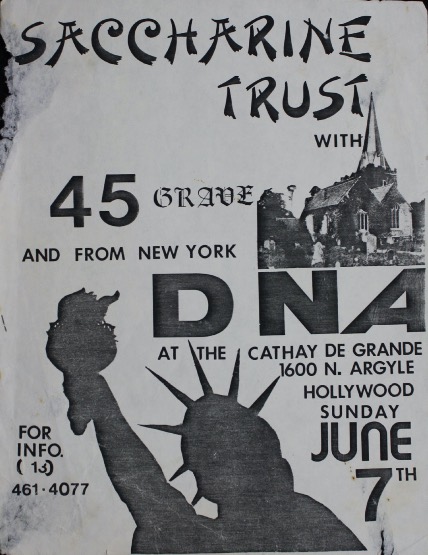 SACCHARINE
TRUST
WITH
45 GRAVE
AND FROM NEW YORK
DNA
AT THE CATHAY DE GRANDE
1600 N. ARGYLE
HOLLYWOOD
SUNDAY
JUNE
7TH
FOR
INFO.
(13)
461-4077